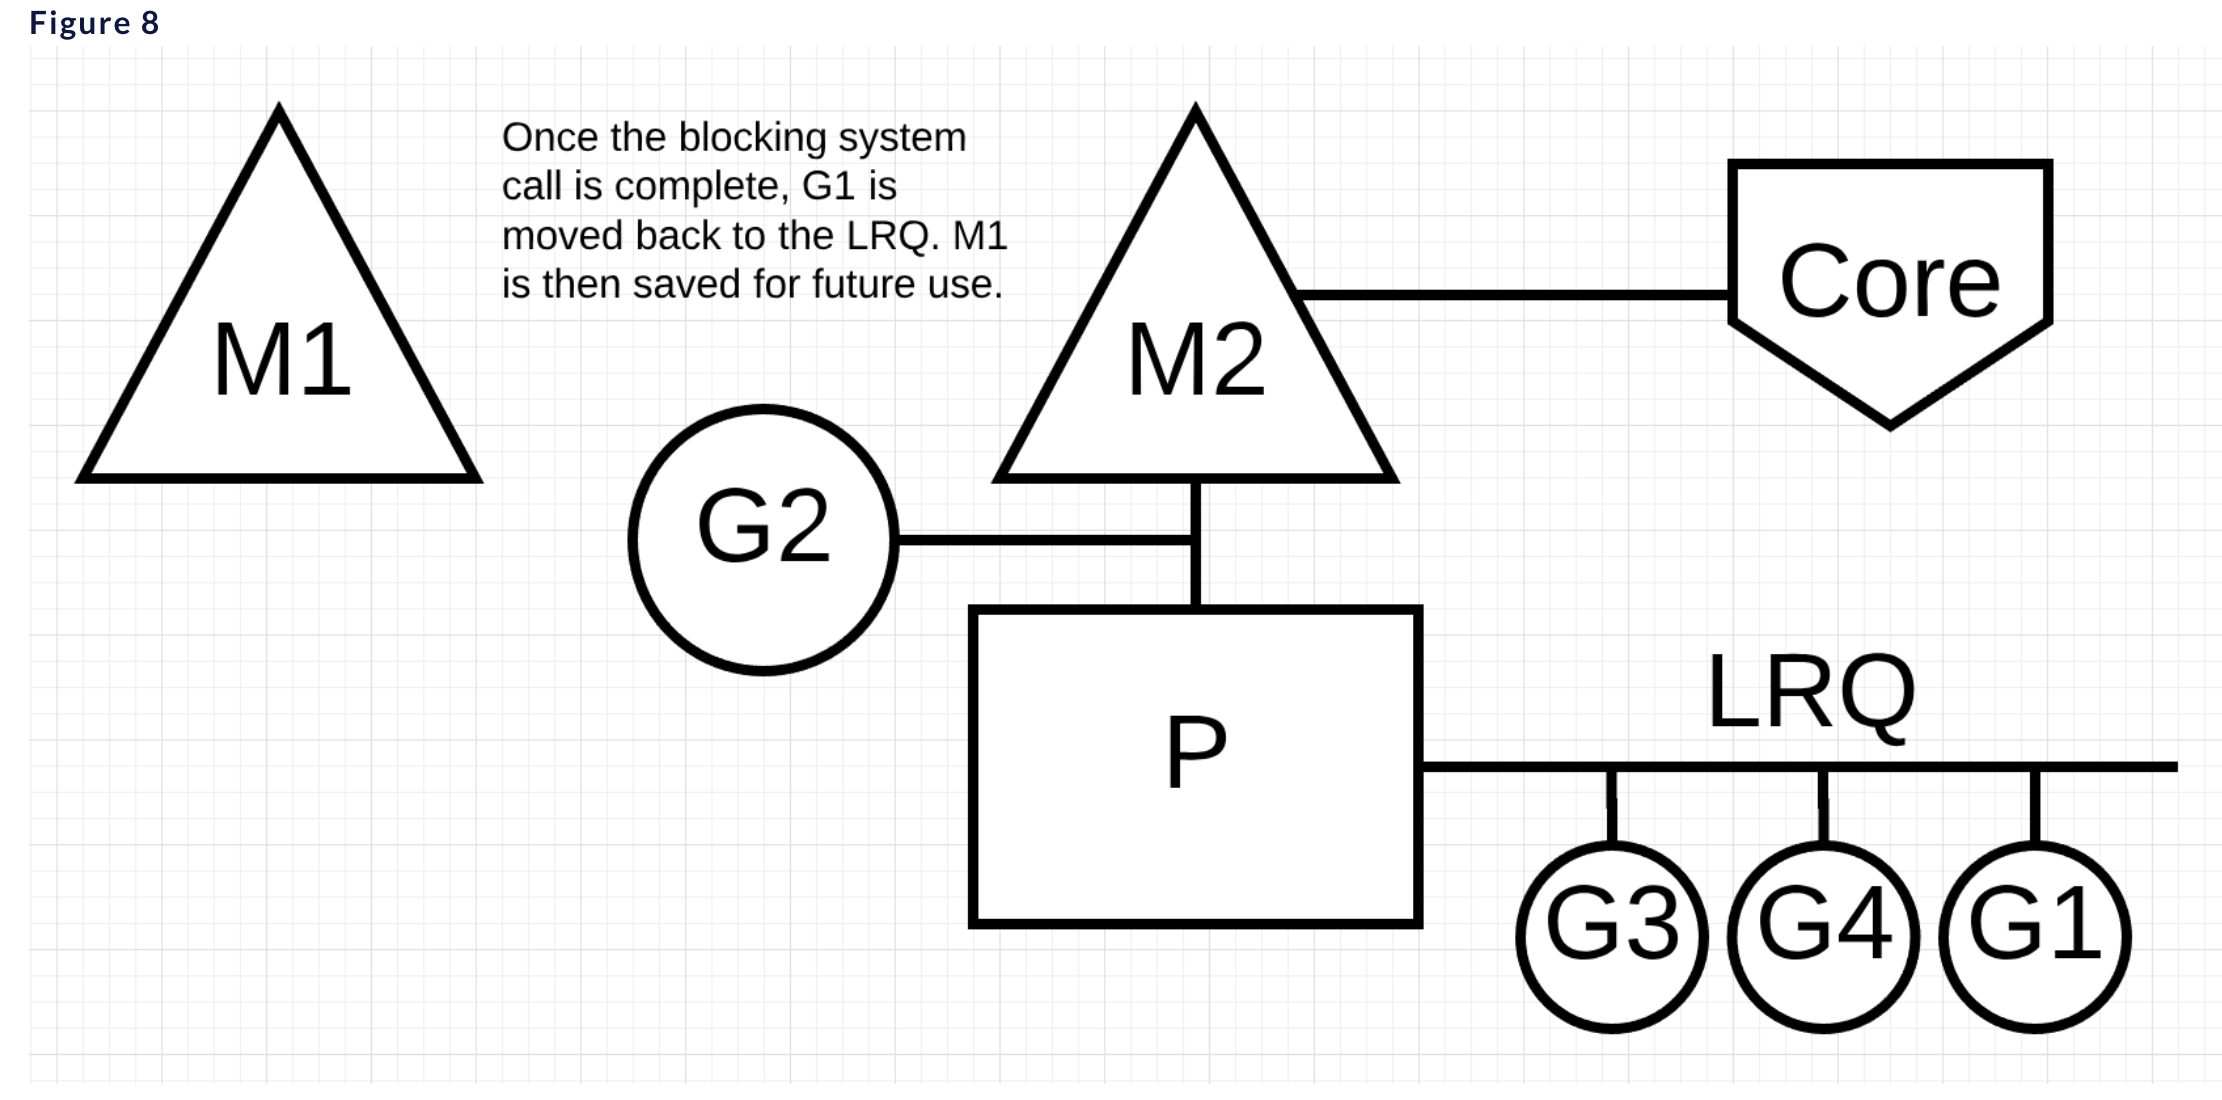 Figure 8
Once the blocking system
call is complete, G1 is
moved back to the LRQ. M1
is then saved for future use.
M1
M2
Core
G2
P
LRQ
G3
G4
G1